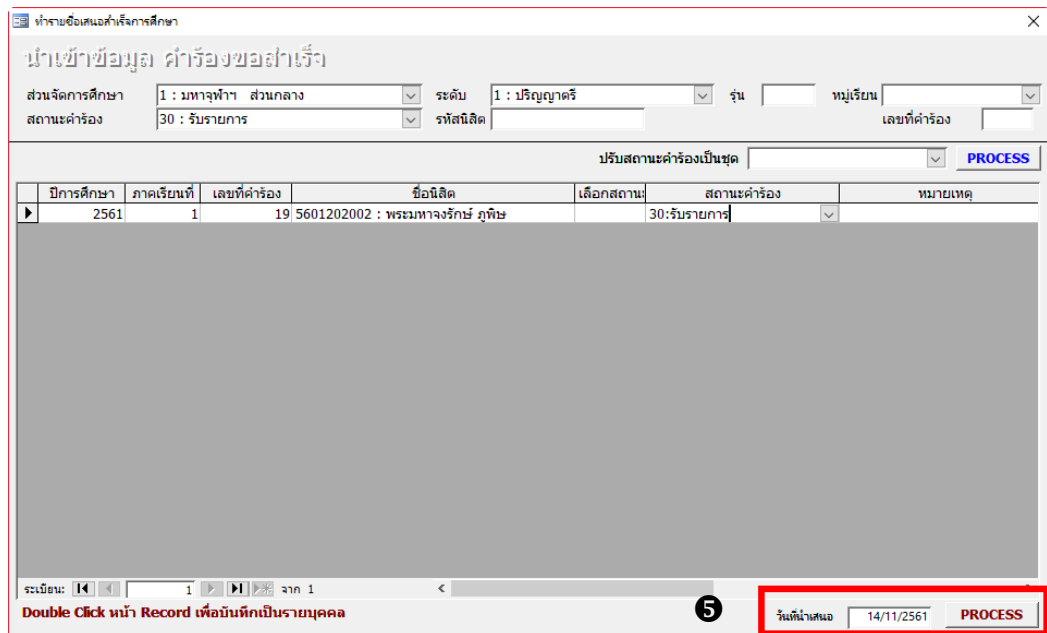 ทำรายชื่อเสนอสำเร็จการศึกษา
นำเข้าข้อมูล คำร้องขอสำเร็จ
ส่วนจัดการศึกษา 1 : มหาจุฬาฯ ส่วนกลาง ระดับ 1 : ปริญญาตรี รุ่น หมู่เรียน
สถานะคำร้อง 30 : รับรายการ รหัสนิสิต เลขที่คำร้อง
ปรับสถานะคำร้องเป็นชุด PROCESS
ปีการศึกษา ภาคเรียนที่ เลขที่คำร้อง ชื่อนิสิต เลือกสถานะ สถานะคำร้อง หมายเหตุ
2561 1 19 5601202002 : พระมหาจงรักษ์ ภูพิษ 30:รับรายการ
ระเบียน: 1 จาก 1
Double Click หน้า Record เพื่อบันทึกเป็นรายบุคคล ❺ วันที่นำเสนอ 14/11/2561 PROCESS